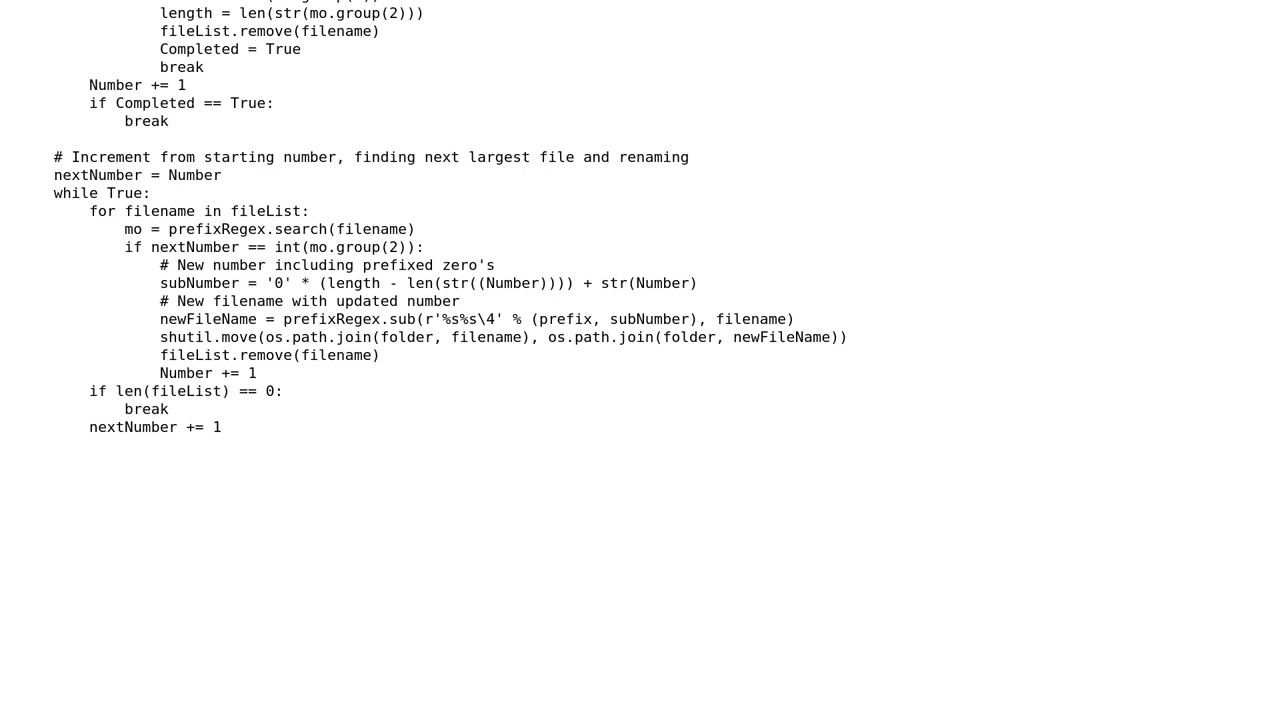 length = len(str(mo.group(2)))
fileList.remove(filename)
Completed = True
break
Number += 1
if Completed == True:
break
# Increment from starting number, finding next largest file and renaming
nextNumber = Number
while True:
for filename in fileList:
mo = prefixRegex.search(filename)
if nextNumber == int(mo.group(2)):
# New number including prefixed zero's
subNumber = '0' * (length - len(str((Number)))) + str(Number)
# New filename with updated number
newFileName = prefixRegex.sub(r'%s%s\4' % (prefix, subNumber), filename)
shutil.move(os.path.join(folder, filename), os.path.join(folder, newFileName))
fileList.remove(filename)
Number += 1
if len(fileList) == 0:
break
nextNumber += 1